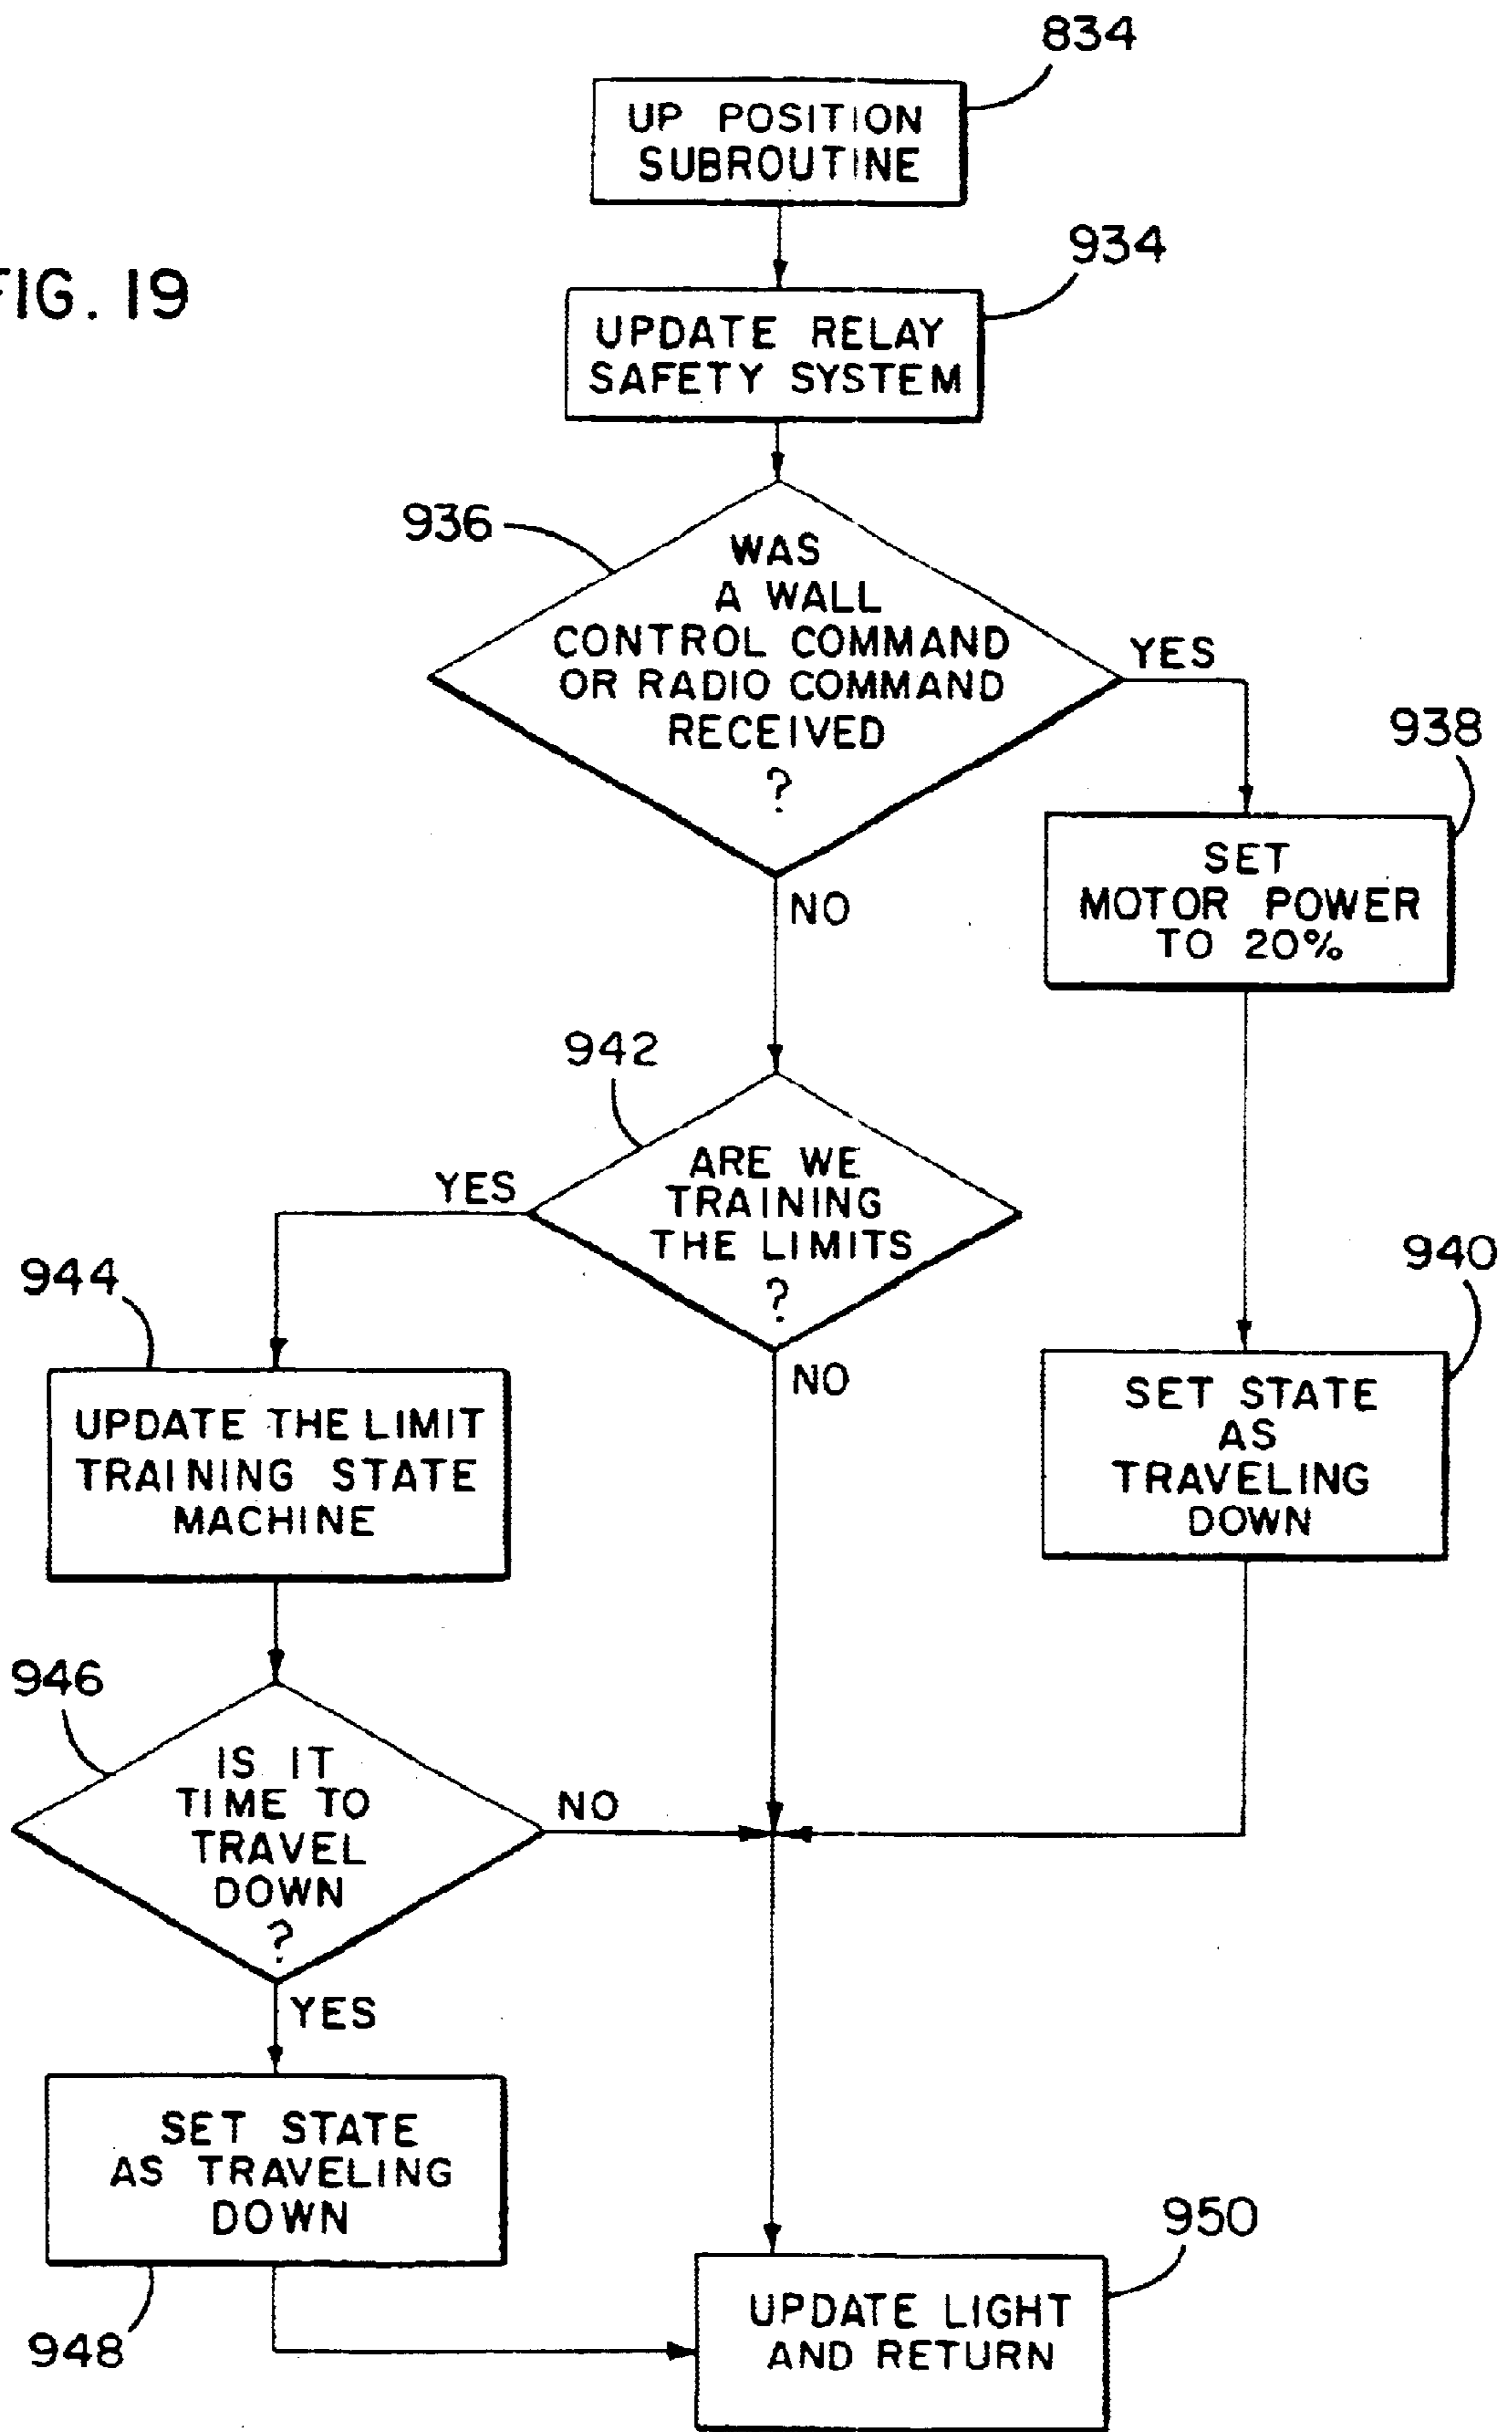 834
UP POSITION
SUBROUTINE
934
FIG. 19
UPDATE RELAY
SAFETY SYSTEM
936
WAS
A WALL
CONTROL COMMAND
OR RADIO COMMAND
RECEIVED
?
YES
938
NO
SET
MOTOR POWER
TO 20%
942
ARE WE
TRAINING
THE LIMITS
?
YES
944
940
NO
UPDATE THE LIMIT
TRAINING STATE
MACHINE
SET STATE
AS
TRAVELING
DOWN
946
IS IT
TIME TO
TRAVEL
DOWN
?
NO
YES
SET STATE
AS TRAVELING
DOWN
948
950
UPDATE LIGHT
AND RETURN